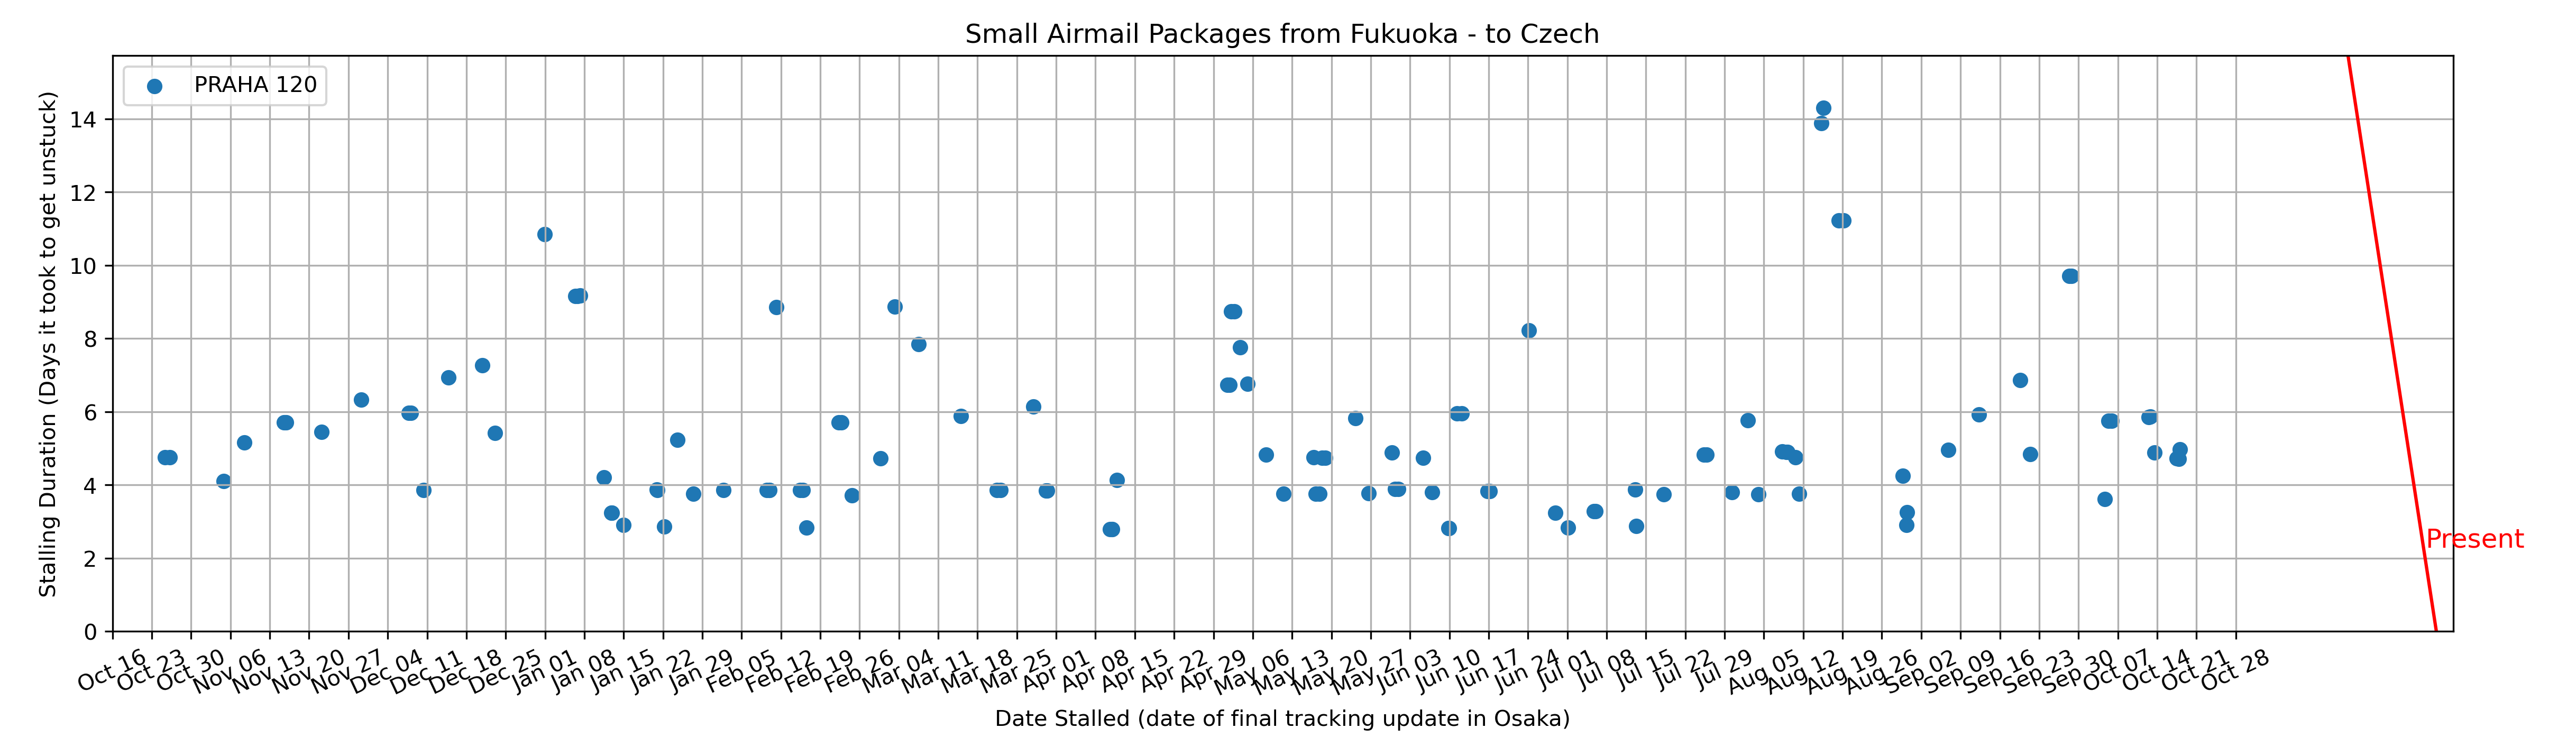 Small Airmail Packages from Fukuoka - to Czech
PRAHA 120
Stalling Duration (Days it took to get unstuck)
14
12
10
8
6
4
2
0
Present
Oct 16
Oct 23
Oct 30
Nov 06
Nov 13
Nov 20
Nov 27
Dec 04
Dec 11
Dec 18
Dec 25
Jan 01
Jan 08
Jan 15
Jan 22
Jan 29
Feb 05
Feb 12
Feb 19
Feb 26
Mar 04
Mar 11
Mar 18
Mar 25
Apr 01
Apr 08
Apr 15
Apr 22
Apr 29
May 06
May 13
May 20
May 27
Jun 03
Jun 10
Jun 17
Jun 24
Jul 01
Jul 08
Jul 15
Jul 22
Jul 29
Aug 05
Aug 12
Aug 19
Aug 26
Sep 02
Sep 09
Sep 16
Sep 23
Sep 30
Oct 07
Oct 14
Oct 21
Oct 28
Date Stalled (date of final tracking update in Osaka)